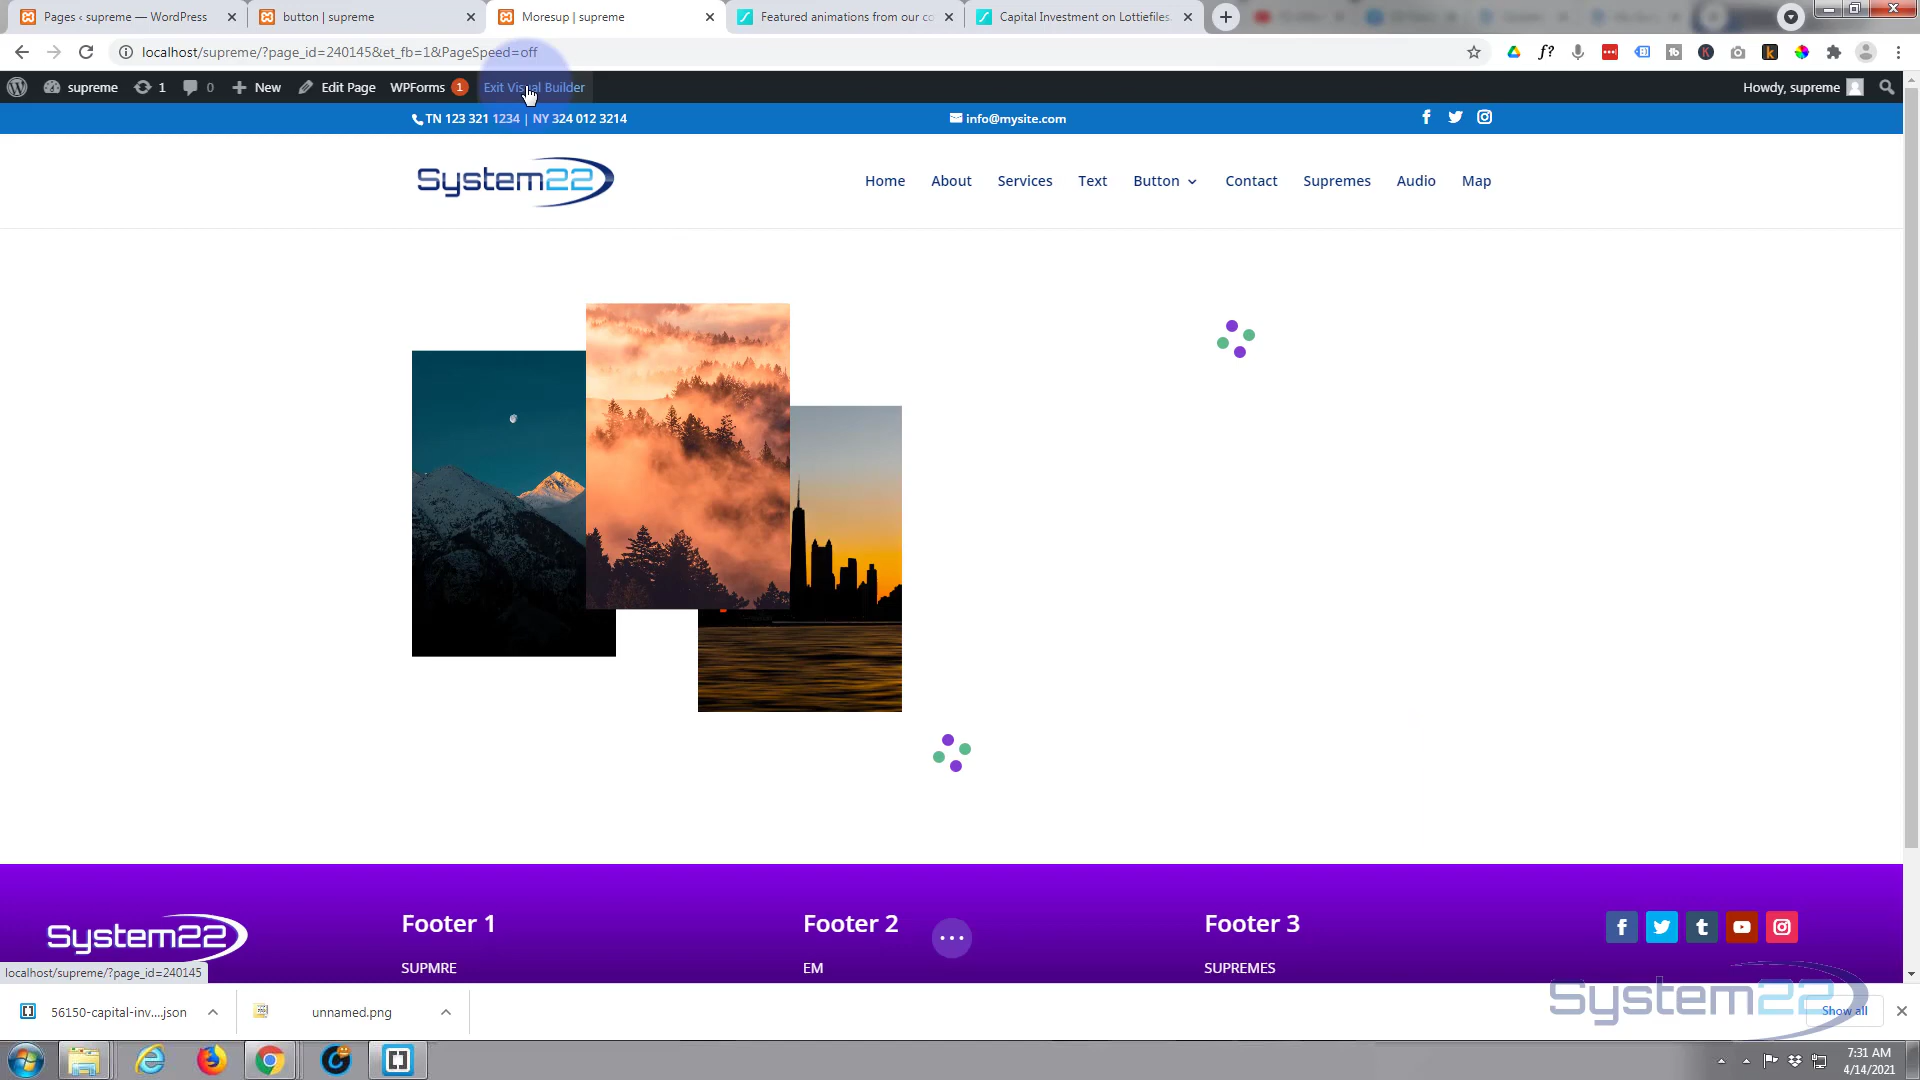 Pages ‹ supreme — WordPress
button | supreme
Moresup | supreme
Featured animations from our co
Capital Investment on Lottiefiles.
localhost/supreme/?page_id=240145&et_fb=1&PageSpeed=off
supreme
1
0
New
Edit Page
WPForms
1
Exit Visual Builder
Howdy, supreme
TN 123 321 1234 | NY 324 012 3214
info@mysite.com
System22
Home
About
Services
Text
Button
Contact
Supremes
Audio
Map
System22
Footer 1
Footer 2
Footer 3
SUPMRE
EM
SUPREMES
localhost/supreme/?page_id=240145
56150-capital-inv....json
unnamed.png
System22
Show all
7:31 AM
4/14/2021